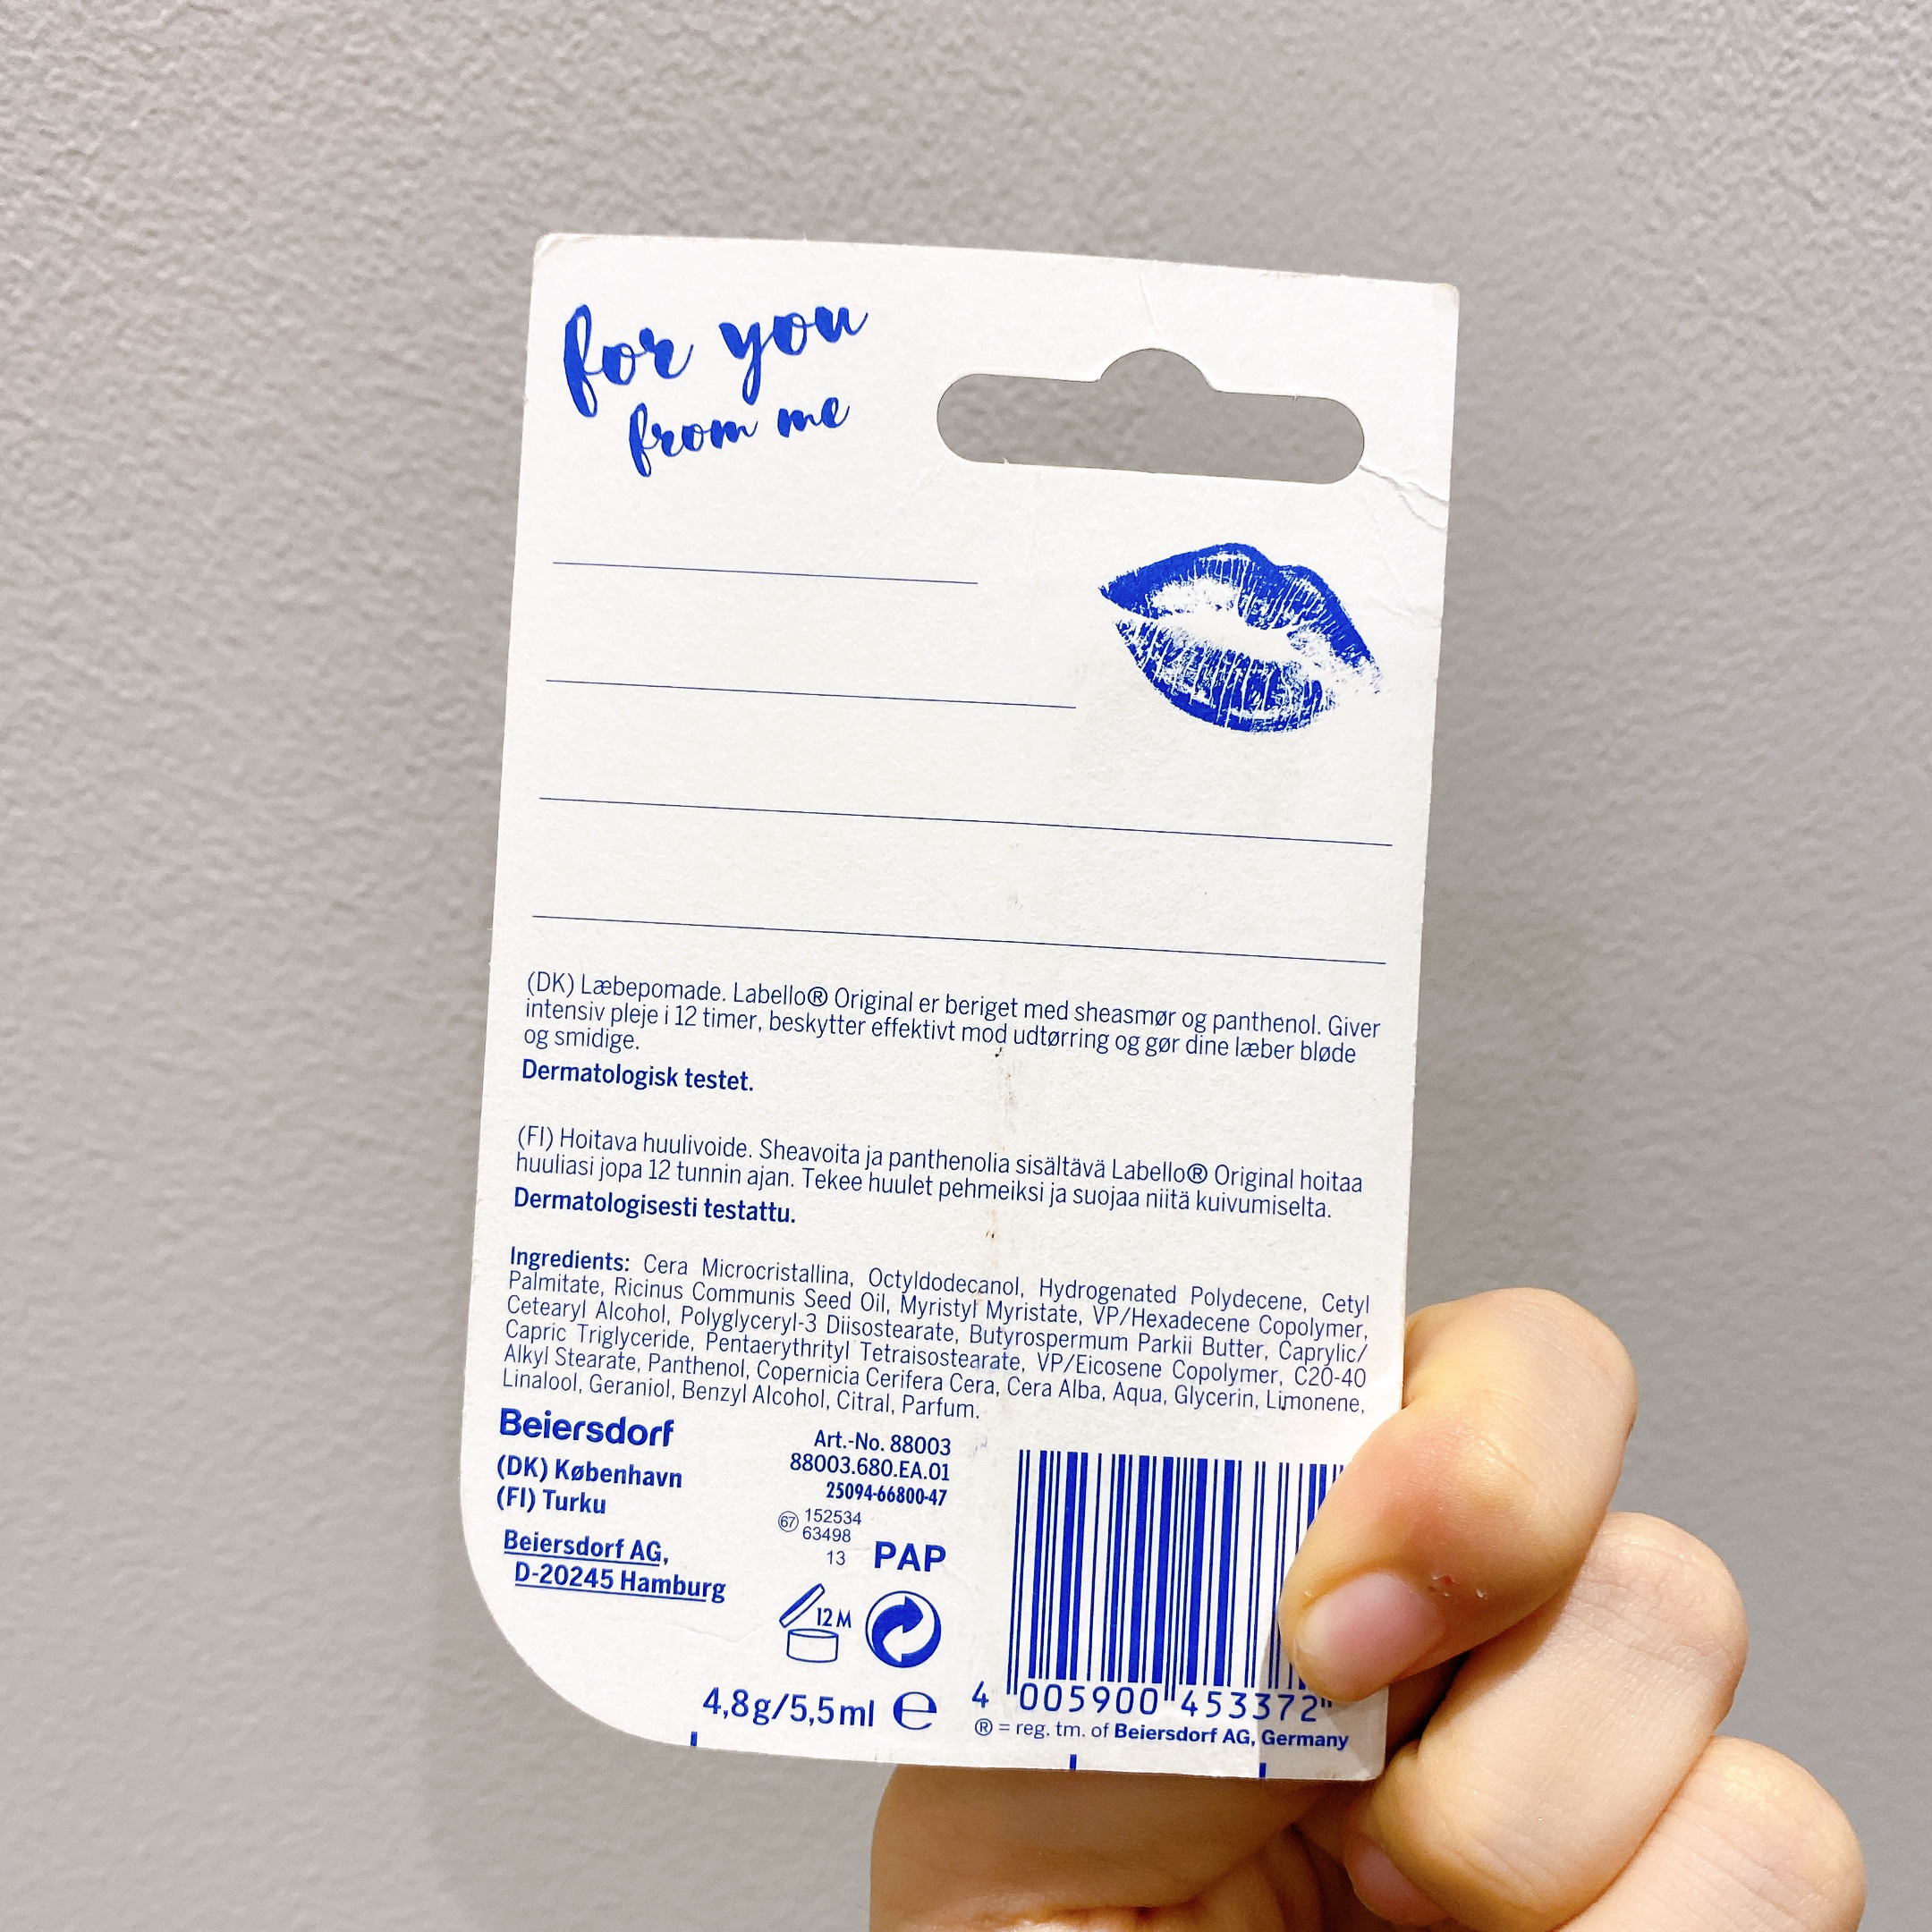 for you
from me
(DK) Læbepomade. Labello® Original er beriget med sheasmør og panthenol. Giver
intensiv pleje i 12 timer, beskytter effektivt mod udtørring og gør dine læber bløde
og smidige.
Dermatologisk testet.
(FI) Hoitava huulivoide. Sheavoita ja panthenolia sisältävä Labello® Original hoitaa
huuliasi jopa 12 tunnin ajan. Tekee huulet pehmeiksi ja suojaa niitä kuivumiselta.
Dermatologisesti testattu.
Ingredients: Cera Microcristallina, Octyldodecanol, Hydrogenated Polydecene, Cetyl
Palmitate, Ricinus Communis Seed Oil, Myristyl Myristate, VP/Hexadecene Copolymer,
Cetearyl Alcohol, Polyglyceryl-3 Diisostearate, Butyrospermum Parkii Butter, Caprylic/
Capric Triglyceride, Pentaerythrityl Tetraisostearate, VP/Eicosene Copolymer, C20-40
Alkyl Stearate, Panthenol, Copernicia Cerifera Cera, Cera Alba, Aqua, Glycerin, Limonene,
Linalool, Geraniol, Benzyl Alcohol, Citral, Parfum.
Beiersdorf
(DK) København
(FI) Turku
Beiersdorf AG,
D-20245 Hamburg
Art.-No. 88003
88003.680.EA.01
25094-66800-47
67 152534
63498
13 PAP
12 M
4,8g/5,5ml e
4 005900 453372
® = reg. tm. of Beiersdorf AG, Germany